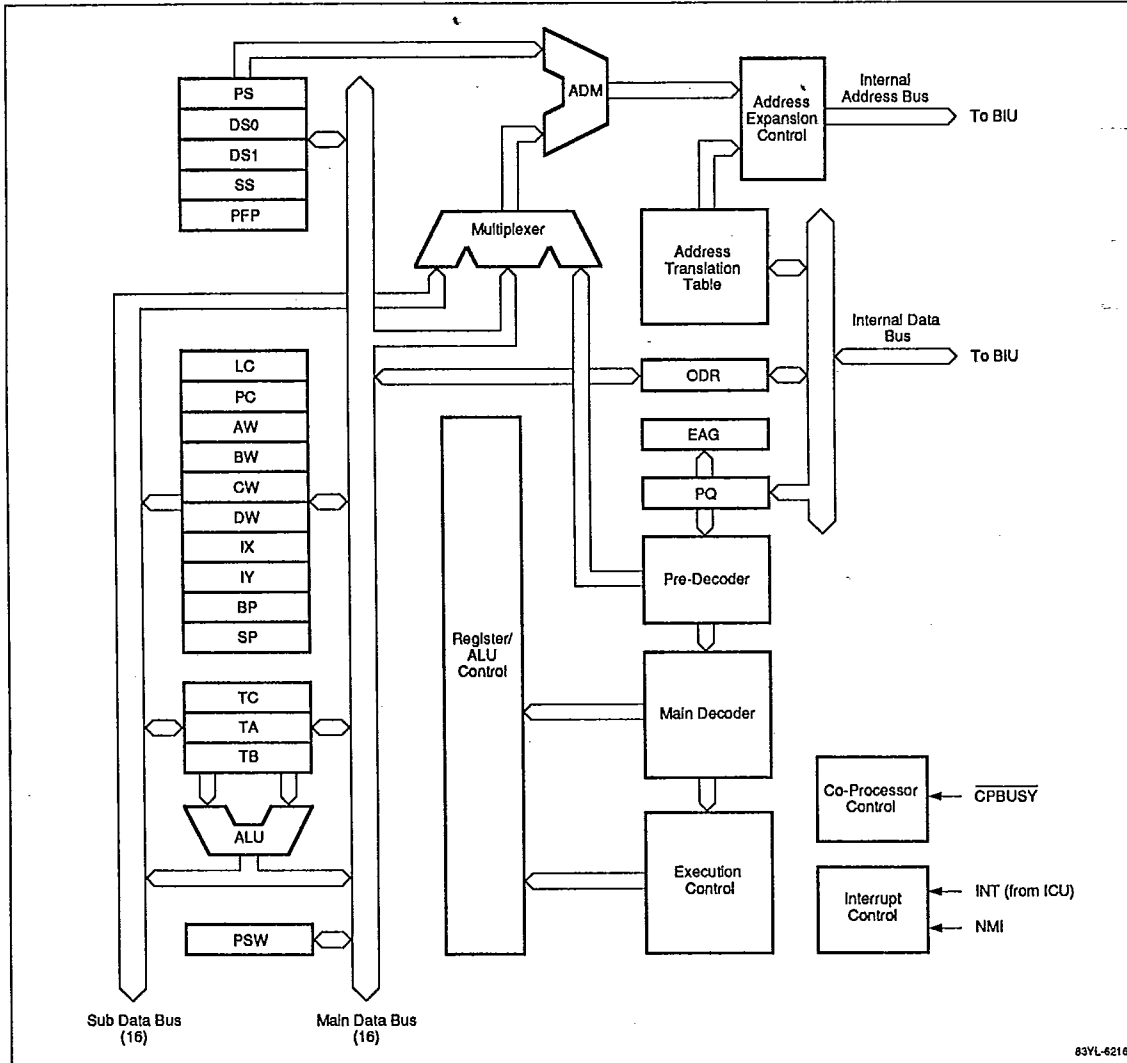 PS
DS0
DS1
SS
PFP
ADM
Address
Expansion
Control
Internal
Address Bus
To BIU
Multiplexer
Address
Translation
Table
Internal Data
Bus
To BIU
LC
PC
AW
BW
CW
DW
IX
IY
BP
SP
ODR
EAG
PQ
Pre-Decoder
Register/
ALU
Control
Main Decoder
TC
TA
TB
ALU
Co-Processor
Control
CPBUSY
Execution
Control
Interrupt
Control
INT (from ICU)
NMI
PSW
Sub Data Bus
(16)
Main Data Bus
(16)
83YL-6216